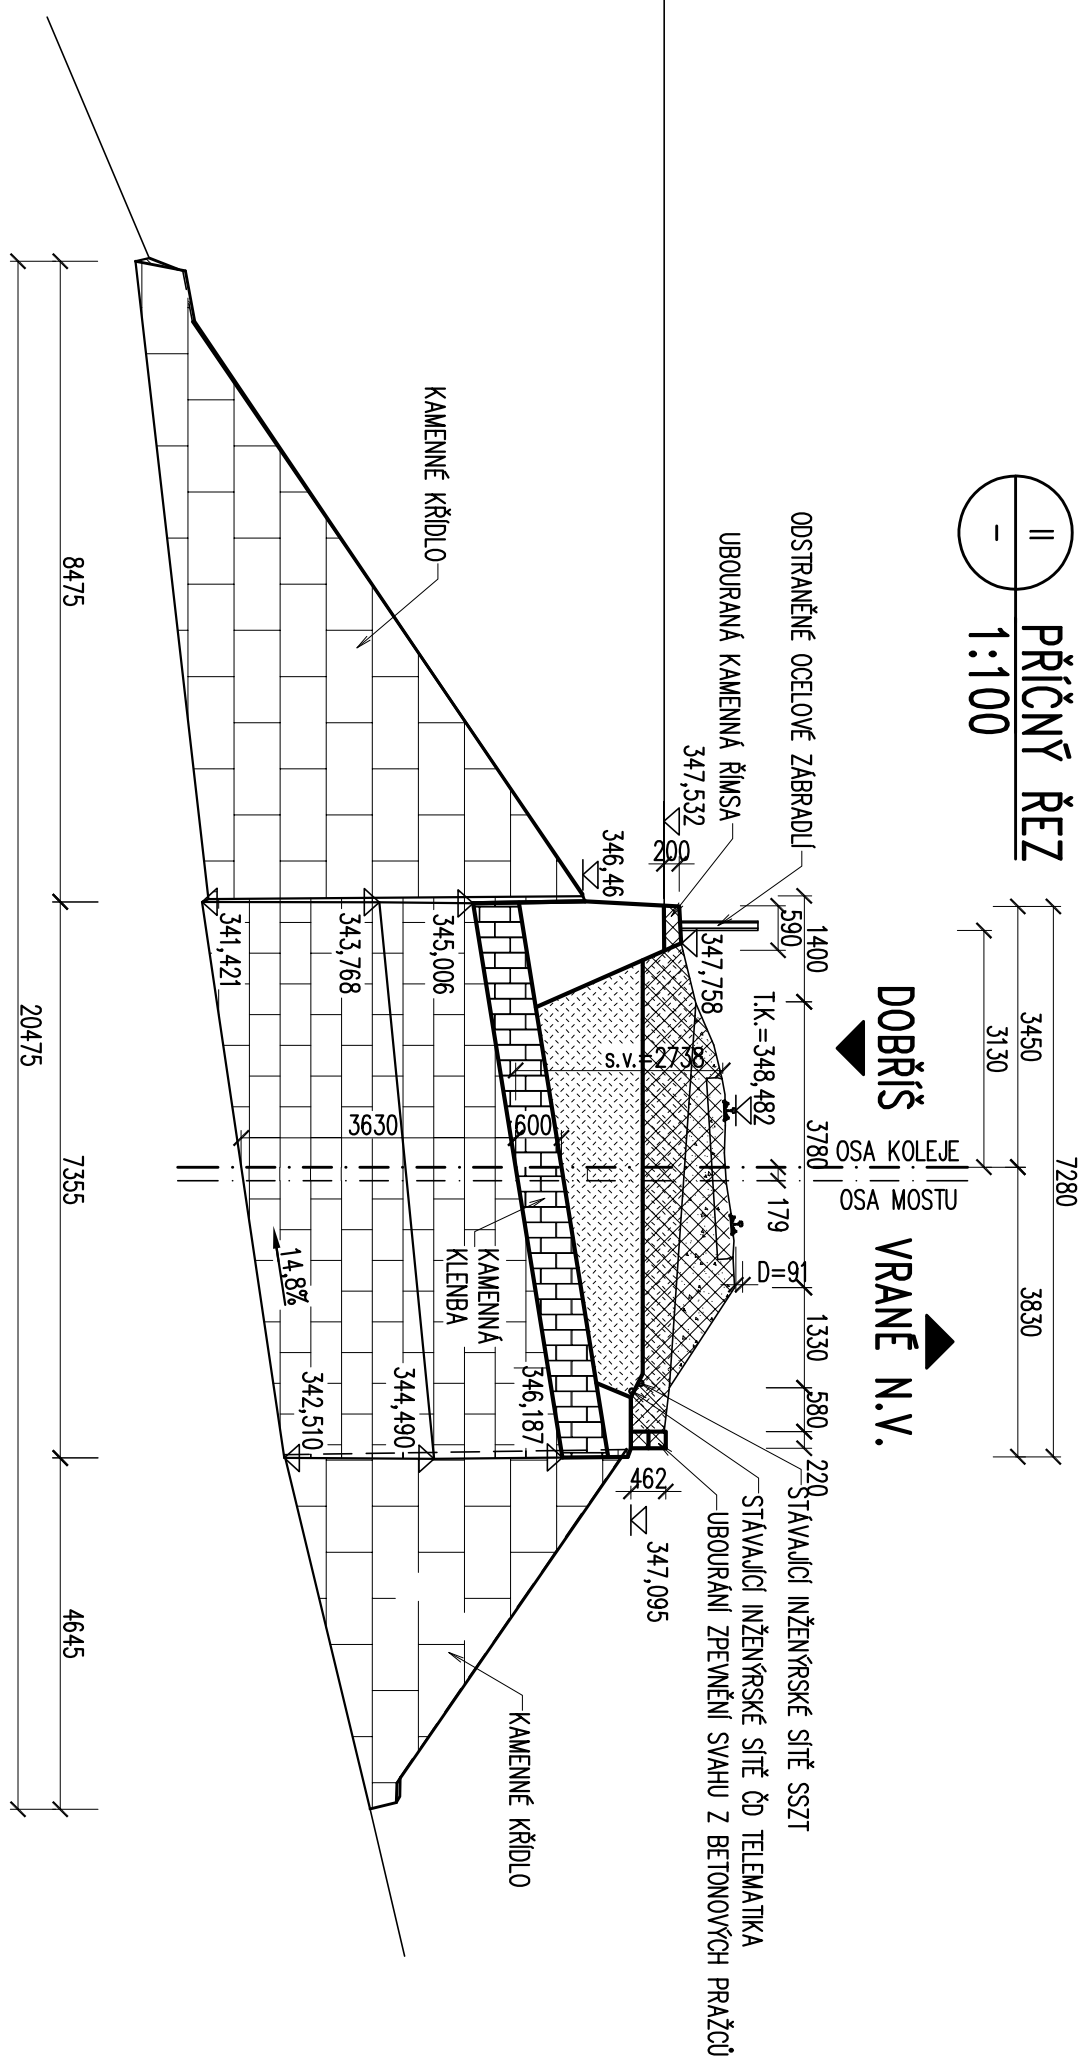 II
-
PŘÍČNÝ ŘEZ
1:100
7280
3450
3830
3130
DOBŘÍŠ
VRANÉ N.V.
OSA KOLEJE
OSA MOSTU
1400
3780
1330
580
220
590
179
D=91
ODSTRANĚNÉ OCELOVÉ ZÁBRADLÍ
UBOURANÁ KAMENNÁ ŘÍMSA
T.K.=348,482
347,758
347,532
200
346,46
s.v.=2738
STÁVAJÍCÍ INŽENÝRSKÉ SÍTĚ SSZT
STÁVAJÍCÍ INŽENÝRSKÉ SÍTĚ ČD TELEMATIKA
UBOURÁNÍ ZPEVNĚNÍ SVAHU Z BETONOVÝCH PRAŽCŮ
462
347,095
KAMENNÉ KŘÍDLO
345,006
343,768
341,421
3630
600
KAMENNÁ
KLENBA
346,187
344,490
342,510
14,8%
KAMENNÉ KŘÍDLO
8475
7355
4645
20475